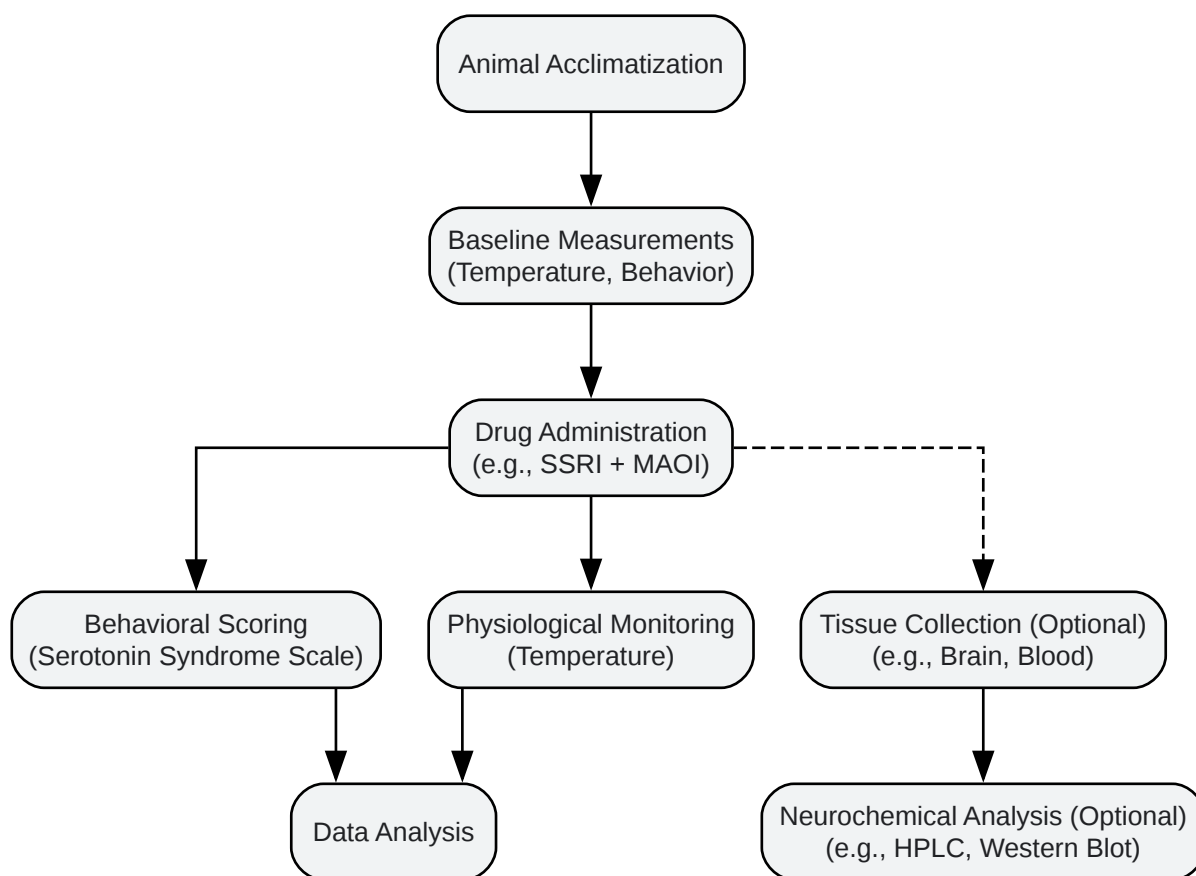 Animal Acclimatization
Baseline Measurements
(Temperature, Behavior)
Drug Administration
(e.g., SSRI + MAOI)
Behavioral Scoring
(Serotonin Syndrome Scale)
Physiological Monitoring
(Temperature)
Tissue Collection (Optional)
(e.g., Brain, Blood)
Data Analysis
Neurochemical Analysis (Optional)
(e.g., HPLC, Western Blot)